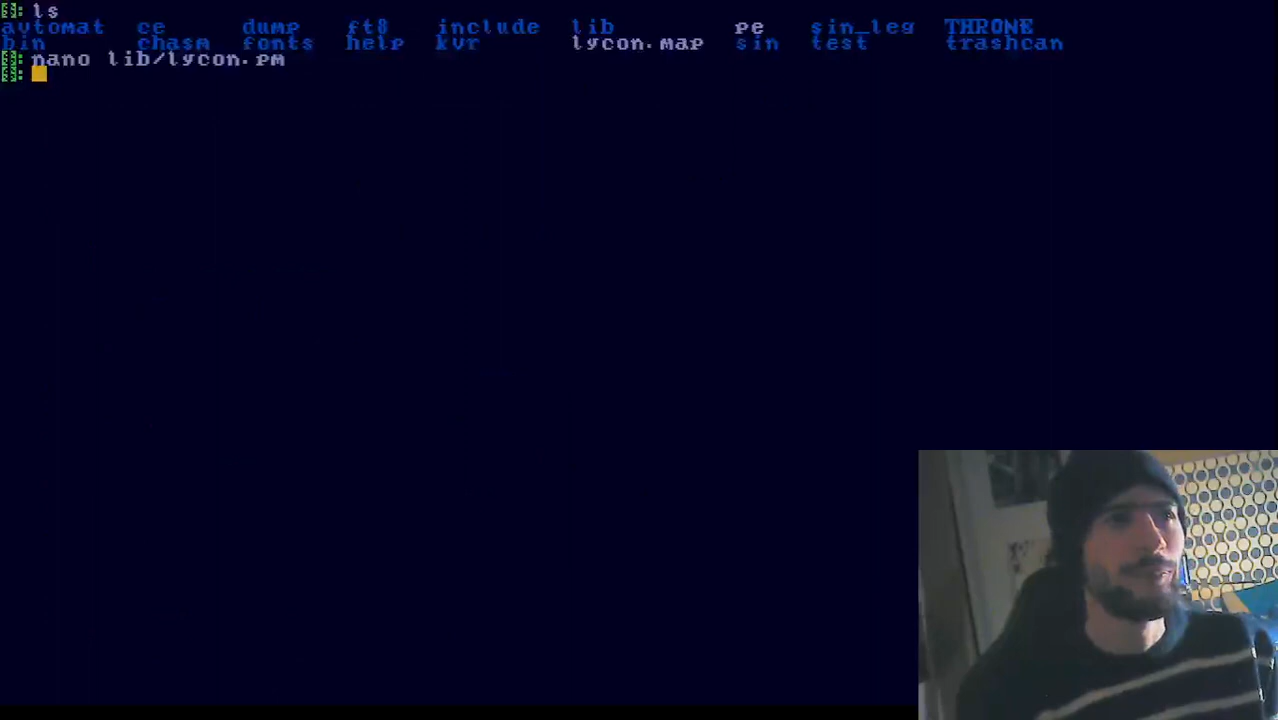 : ls
avtomat ce dump ft8 include lib pe sin_leg THRONE
bin chasm fonts help kvr lycon.map sin test trashcan
: nano lib/lycon.pm
: